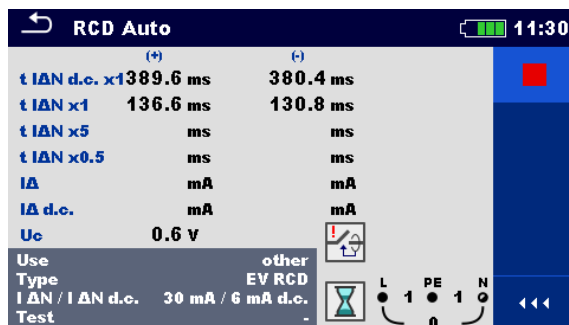 RCD Auto 11:30
(+) (-)
t IΔN d.c. x1 389.6 ms 380.4 ms
t IΔN x1 136.6 ms 130.8 ms
t IΔN x5 ms ms
t IΔN x0.5 ms ms
IΔ mA mA
IΔ d.c. mA mA
Uc 0.6 V
Use other
Type EV RCD
I ΔN / I ΔN d.c. 30 mA / 6 mA d.c.
Test -
L PE N
1 1
0